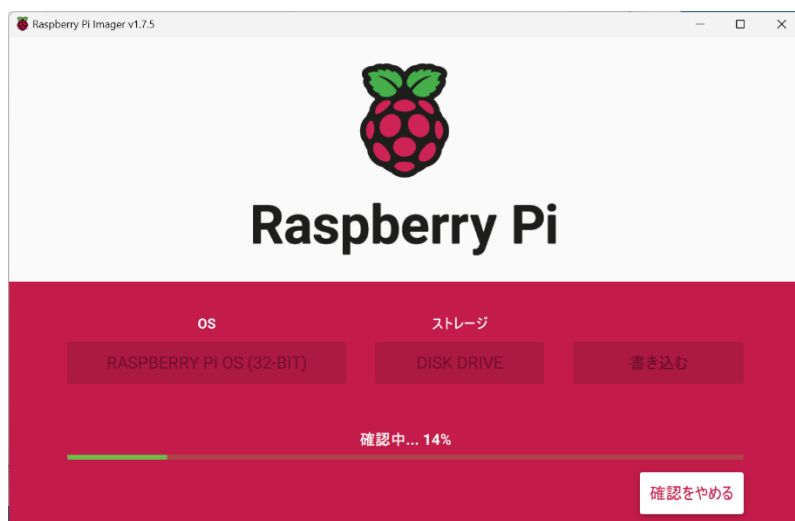 Raspberry Pi Imager v1.7.5
Raspberry Pi
OS ストレージ
RASPBERRY PI OS (32-BIT) DISK DRIVE 書き込む
確認中... 14%
確認をやめる